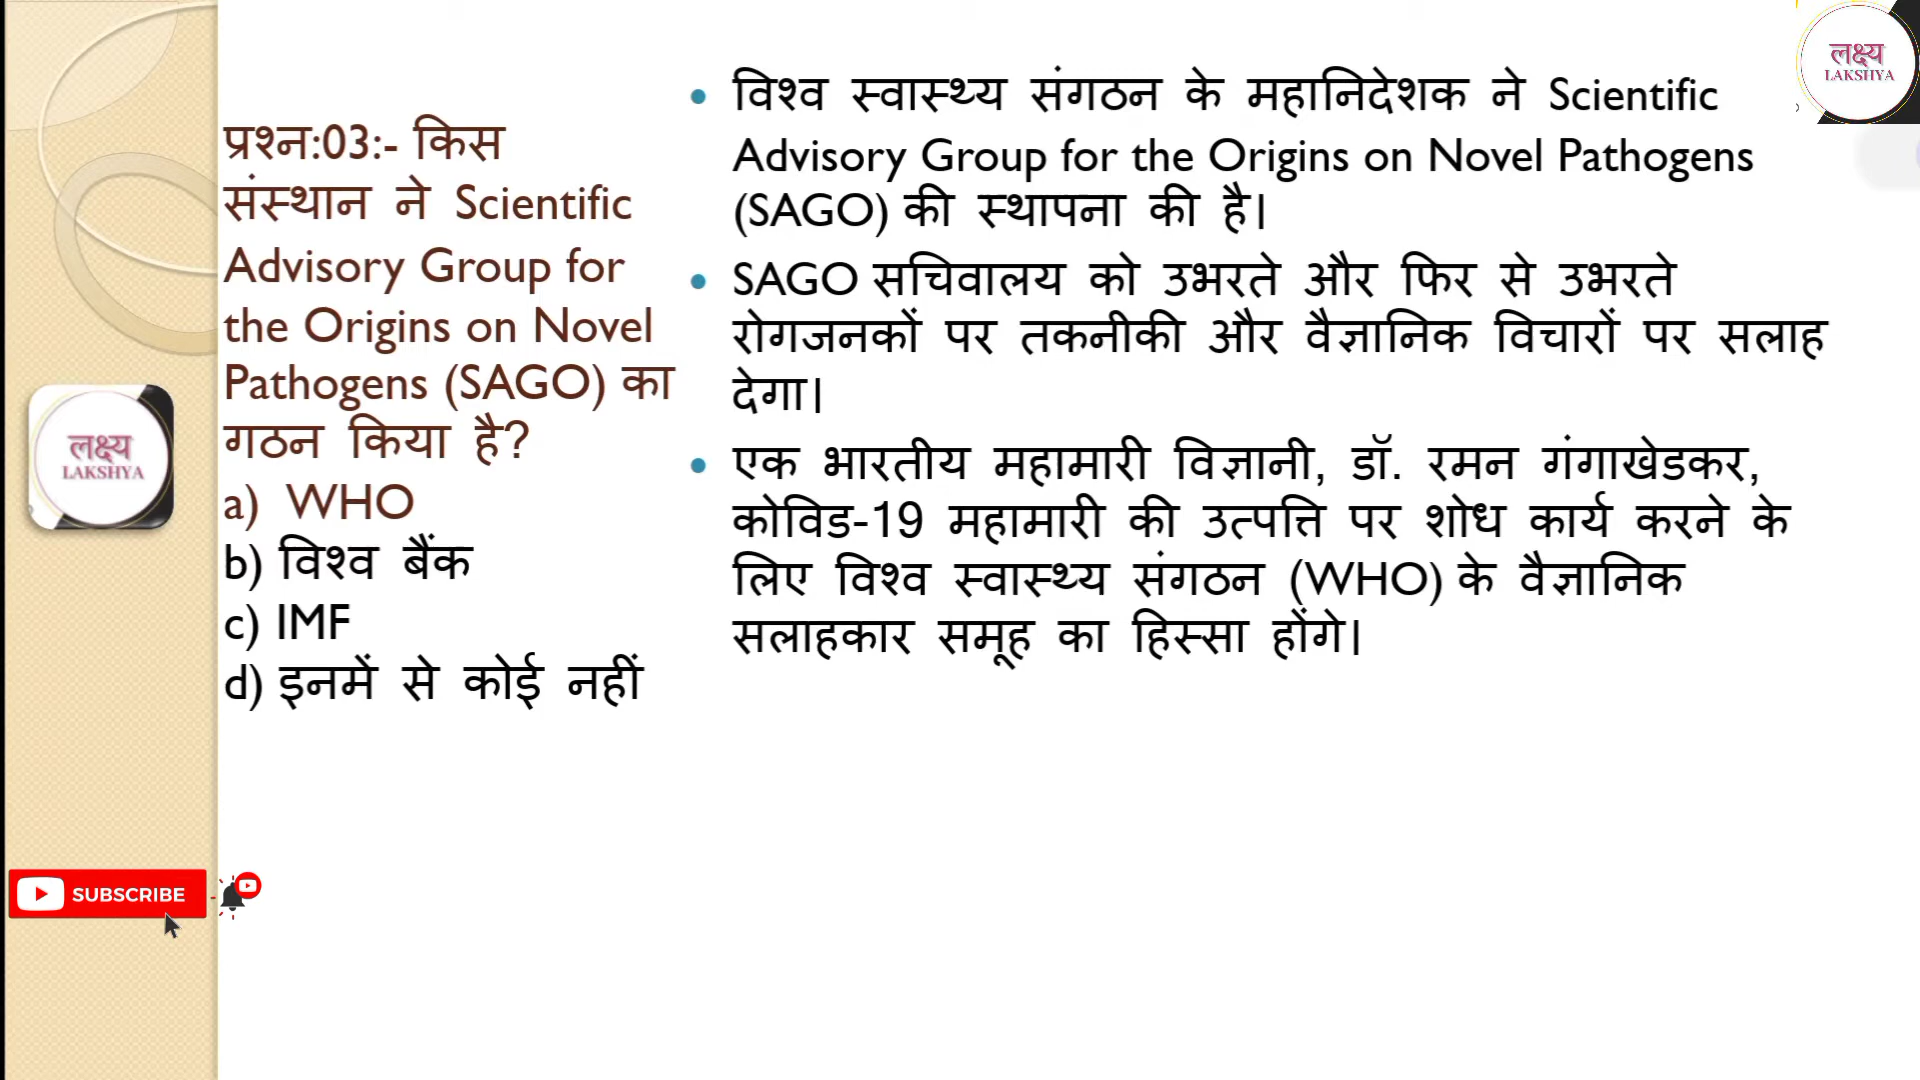 प्रश्न:03:- किस
संस्थान ने Scientific
Advisory Group for
the Origins on Novel
Pathogens (SAGO) का
गठन किया है?
a) WHO
b) विश्व बैंक
c) IMF
d) इनमें से कोई नहीं
• विश्व स्वास्थ्य संगठन के महानिदेशक ने Scientific
Advisory Group for the Origins on Novel Pathogens
(SAGO) की स्थापना की है।
• SAGO सचिवालय को उभरते और फिर से उभरते
रोगजनकों पर तकनीकी और वैज्ञानिक विचारों पर सलाह
देगा।
• एक भारतीय महामारी विज्ञानी, डॉ. रमन गंगाखेडकर,
कोविड-19 महामारी की उत्पत्ति पर शोध कार्य करने के
लिए विश्व स्वास्थ्य संगठन (WHO) के वैज्ञानिक
सलाहकार समूह का हिस्सा होंगे।
लक्ष्य
LAKSHYA
लक्ष्य
LAKSHYA
SUBSCRIBE